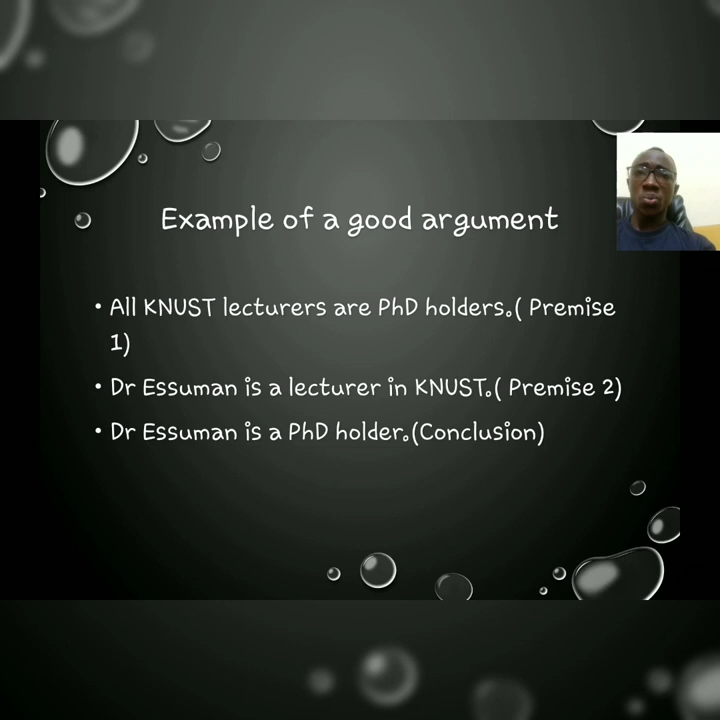 Example of a good argument
• All KNUST lecturers are PhD holders.( Premise
1)
• Dr Essuman is a lecturer in KNUST.( Premise 2)
• Dr Essuman is a PhD holder.(Conclusion)